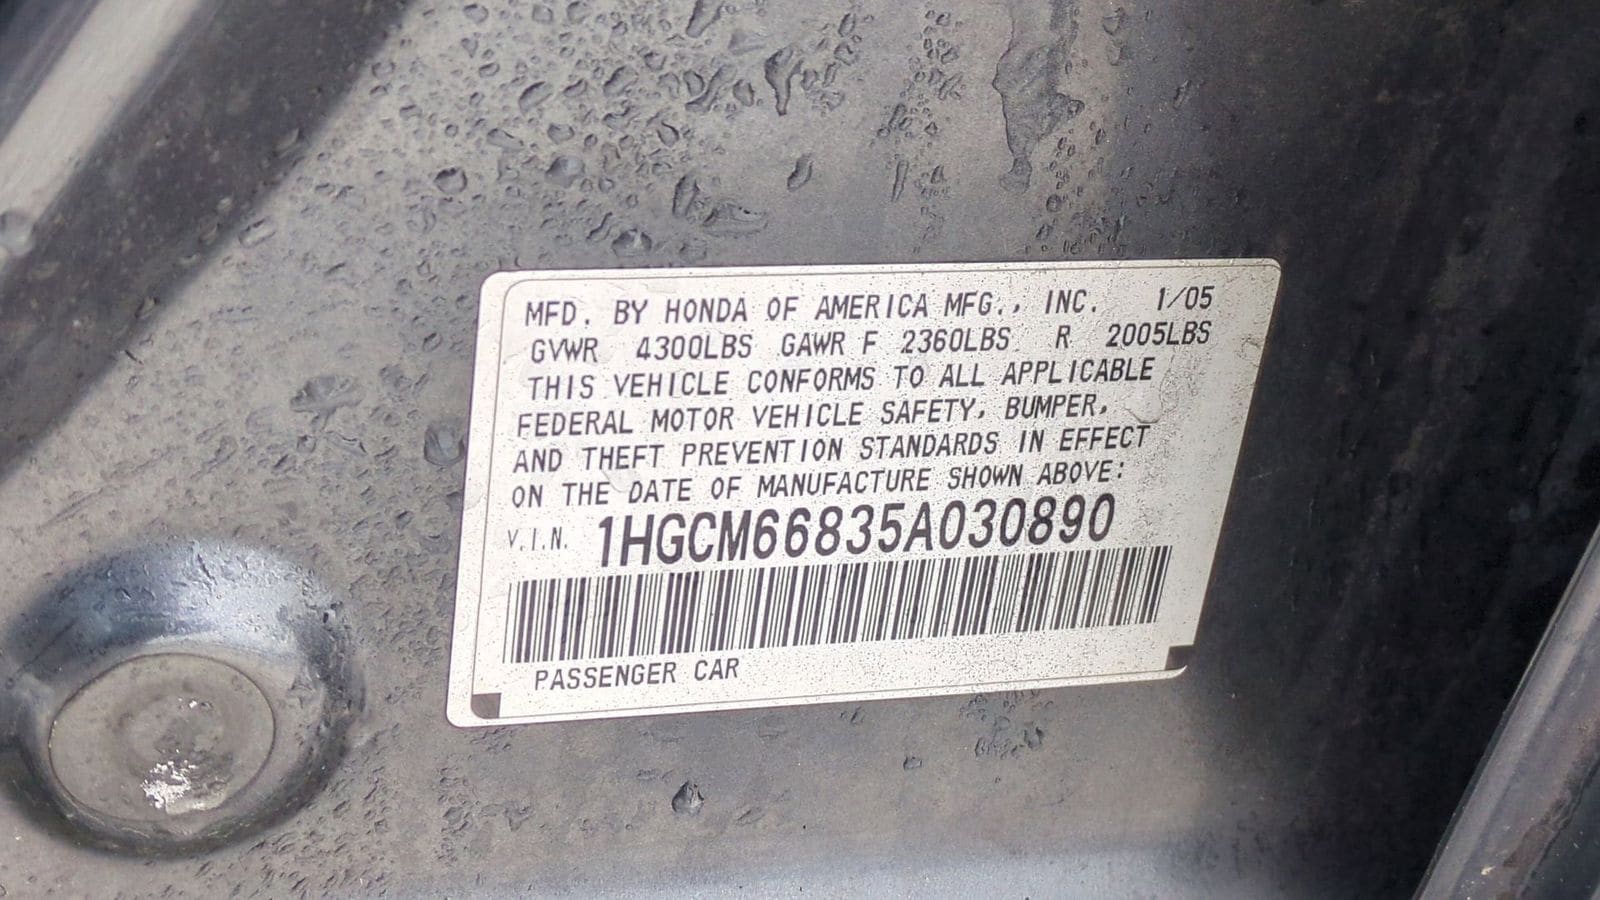 MFD. BY HONDA OF AMERICA MFG., INC. 1/05
GVWR 4300LBS GAWR F 2360LBS R 2005LBS
THIS VEHICLE CONFORMS TO ALL APPLICABLE
FEDERAL MOTOR VEHICLE SAFETY, BUMPER,
AND THEFT PREVENTION STANDARDS IN EFFECT
ON THE DATE OF MANUFACTURE SHOWN ABOVE:
V.I.N. 1HGCM66835A030890
PASSENGER CAR